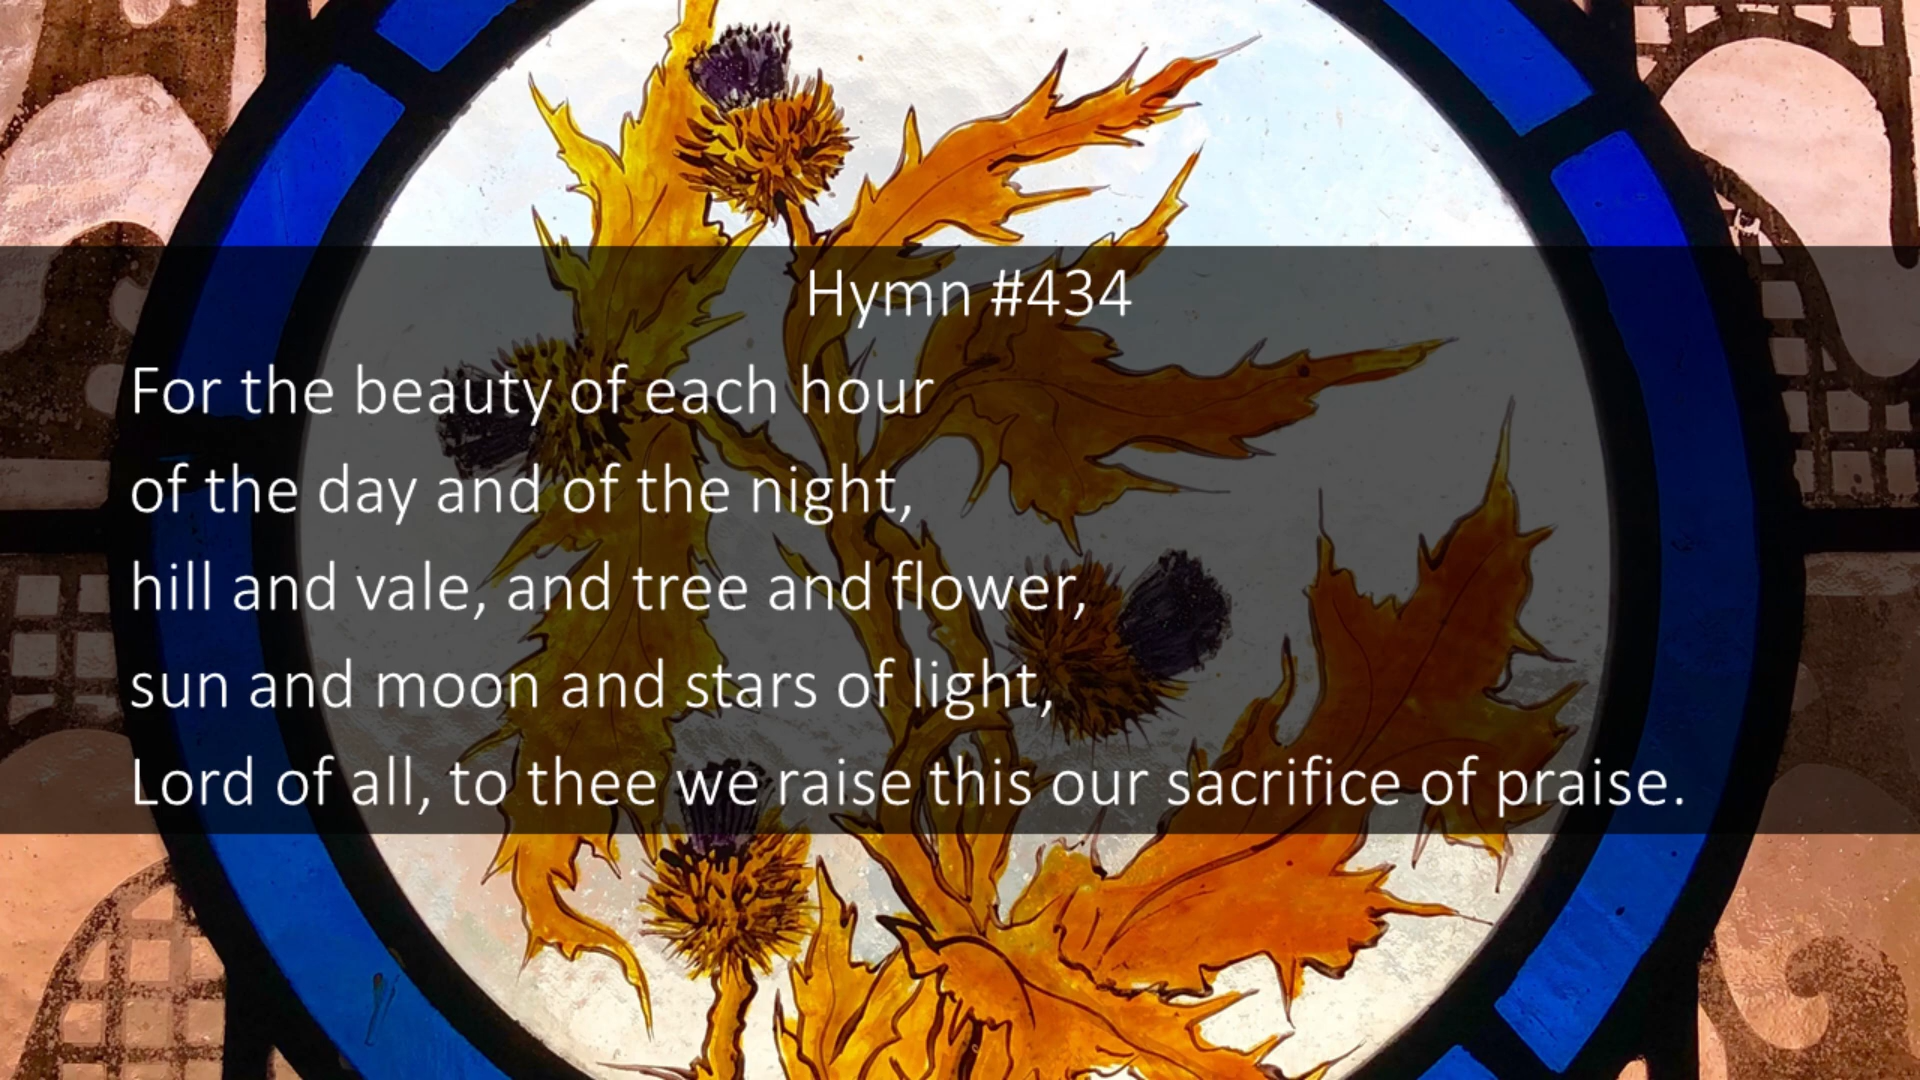 Hymn #434
For the beauty of each hour
of the day and of the night,
hill and vale, and tree and flower,
sun and moon and stars of light,
Lord of all, to thee we raise this our sacrifice of praise.